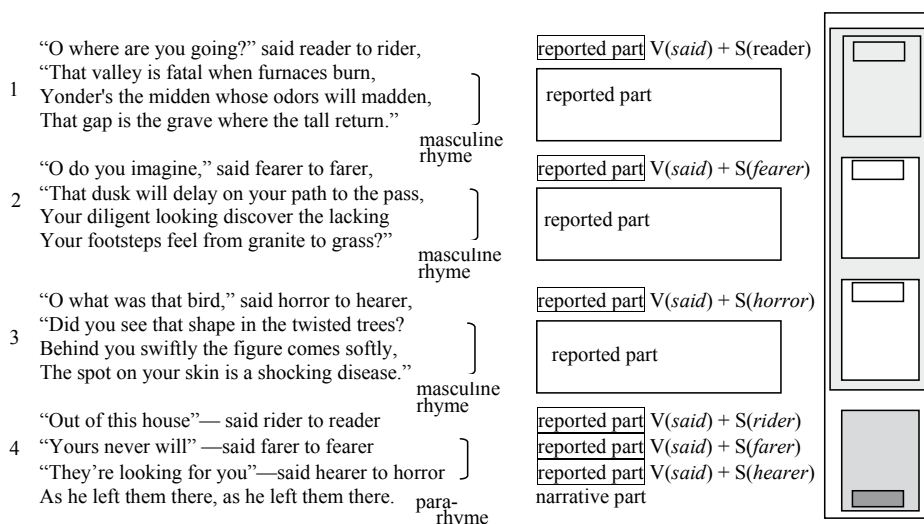 “O where are you going?” said reader to rider,
“That valley is fatal when furnaces burn,
Yonder's the midden whose odors will madden,
That gap is the grave where the tall return.”
1
masculine
rhyme
reported part V(said) + S(reader)
reported part
“O do you imagine,” said fearer to farer,
“That dusk will delay on your path to the pass,
Your diligent looking discover the lacking
Your footsteps feel from granite to grass?”
2
masculine
rhyme
reported part V(said) + S(fearer)
reported part
“O what was that bird,” said horror to hearer,
“Did you see that shape in the twisted trees?
Behind you swiftly the figure comes softly,
The spot on your skin is a shocking disease.”
3
masculine
rhyme
reported part V(said) + S(horror)
reported part
“Out of this house”— said rider to reader
“Yours never will” —said farer to fearer
“They’re looking for you”—said hearer to horror
As he left them there, as he left them there.
4
para-
rhyme
reported part V(said) + S(rider)
reported part V(said) + S(farer)
reported part V(said) + S(hearer)
narrative part